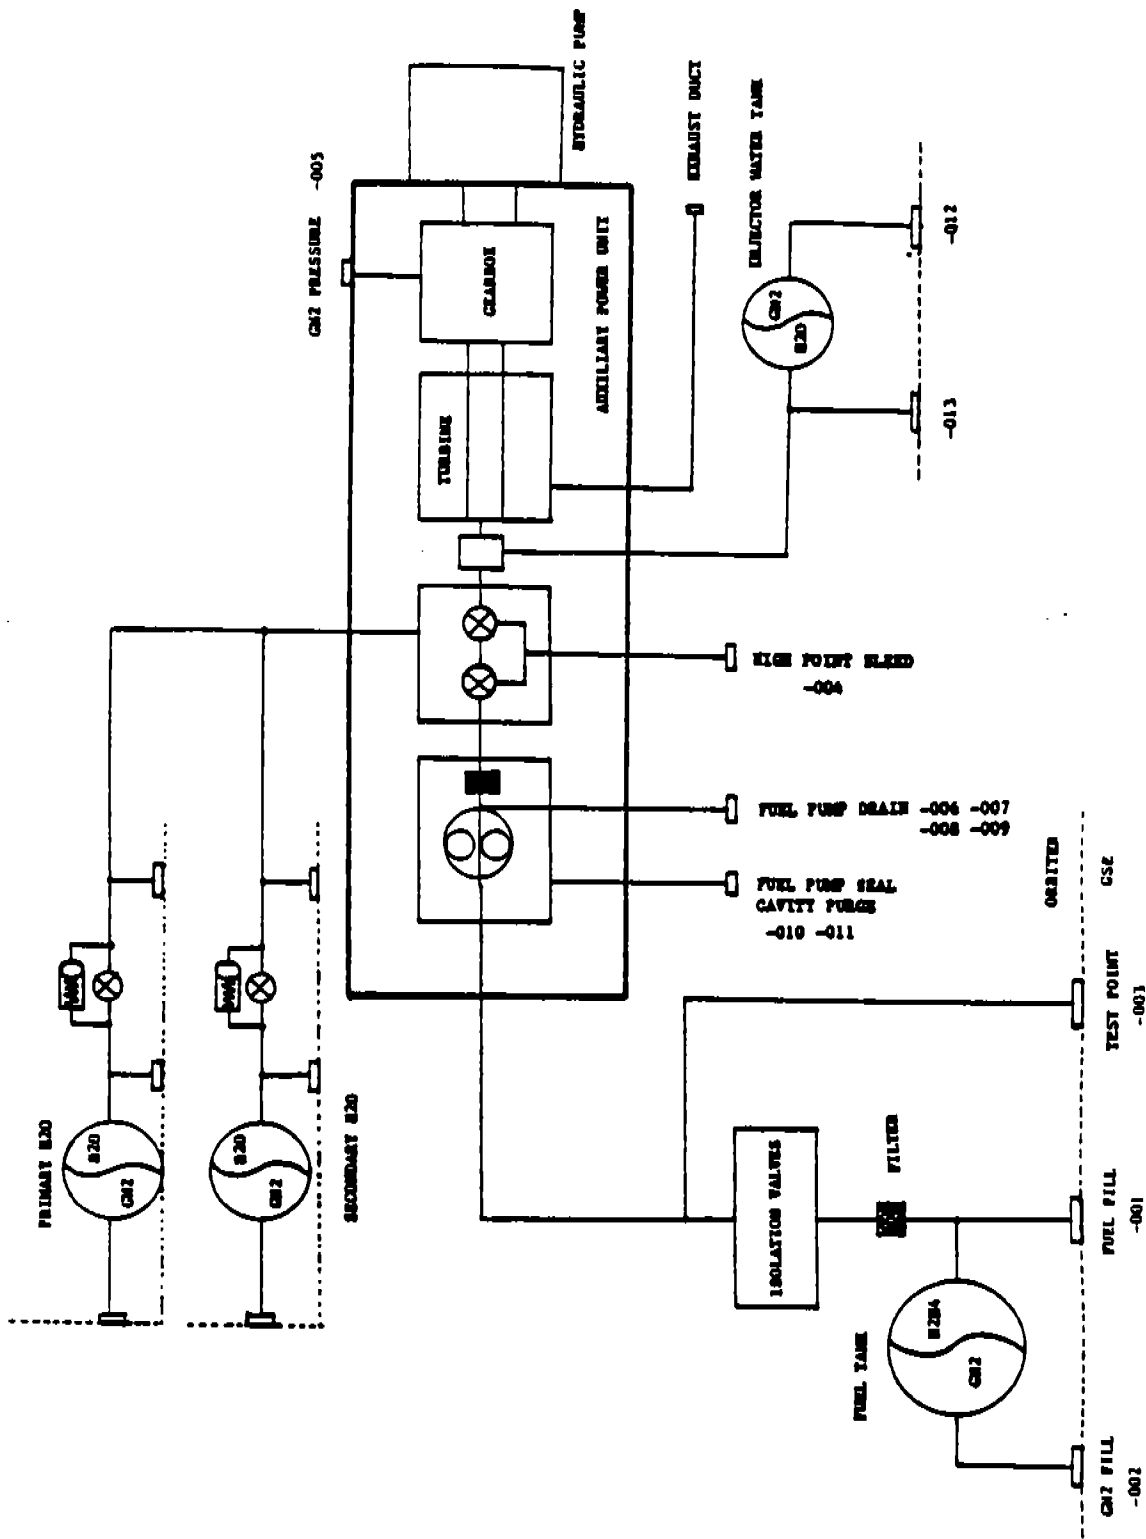 PRIMARY H2O
H2O
GN2
H2O
GN2
SECONDARY H2O
GN2 PRESSURE -005
HYDRAULIC PUMP
GEARBOX
TURBINE
AUXILIARY POWER UNIT
EXHAUST DUCT
INJECTOR WATER TANK
GN2
H2O
-012
-013
HIGH POINT BLEED
-004
FUEL PUMP DRAIN -006 -007
-008 -009
FUEL PUMP SEAL
CAVITY PURGE
-010 -011
ISOLATION VALVES
FILTER
FUEL TANK
N2H4
GN2
ORBITER
GSE
GN2 FILL
-002
FUEL FILL
-001
TEST POINT
-003